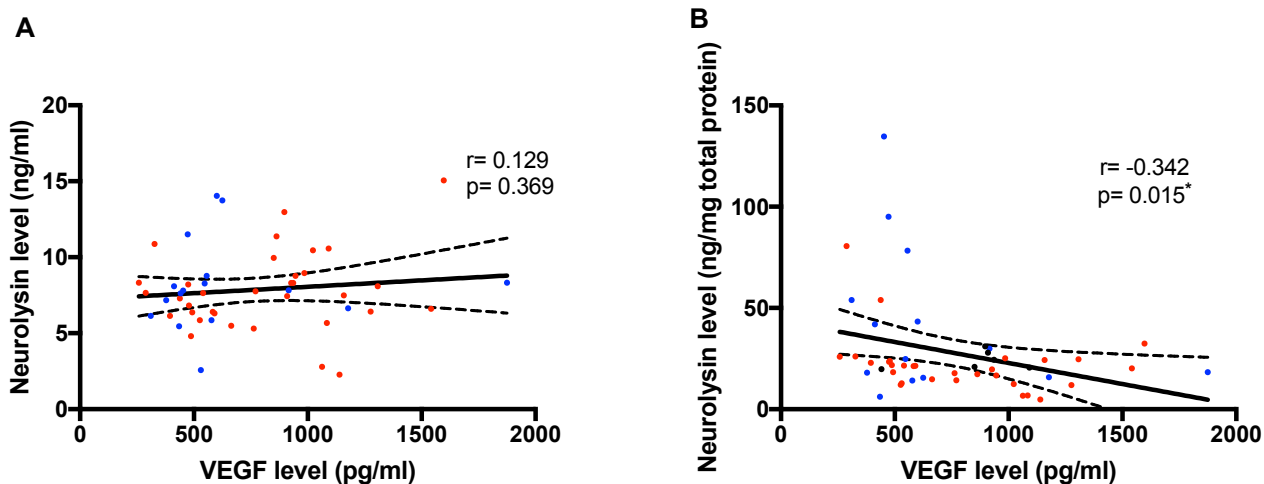 A
Neurolysin level (ng/ml)
20
15
10
5
0
0 500 1000 1500 2000
VEGF level (pg/ml)
r= 0.129
p= 0.369
B
Neurolysin level (ng/mg total protein)
150
100
50
0
0 500 1000 1500 2000
VEGF level (pg/ml)
r= -0.342
p= 0.015*